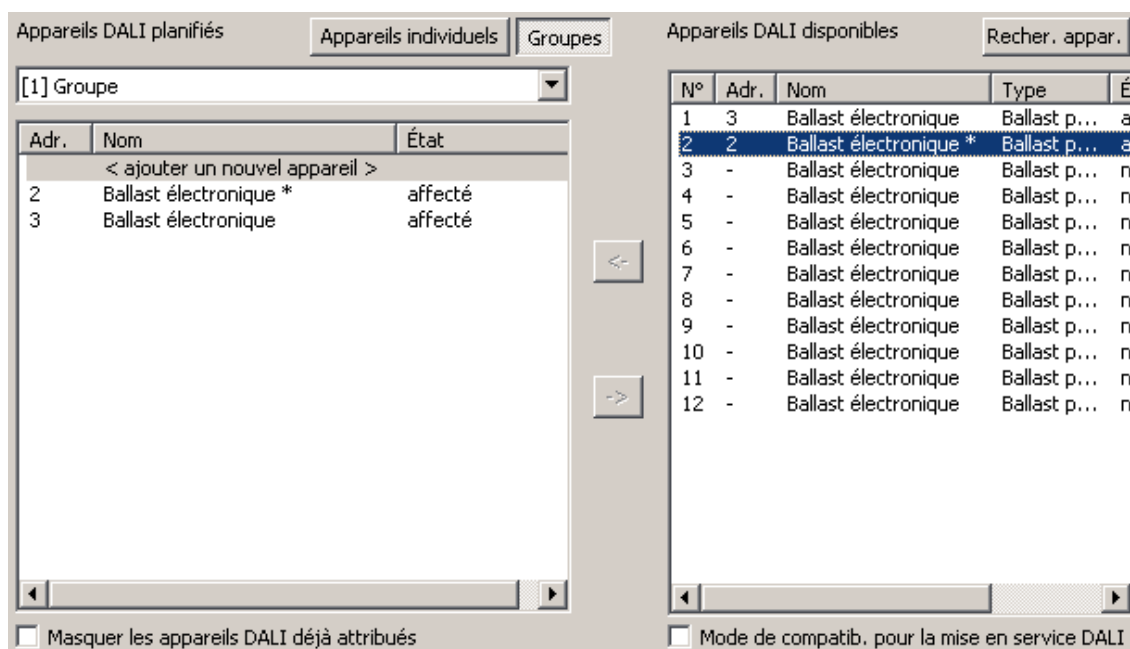 Appareils DALI planifiés
Appareils individuels
Groupes
[1] Groupe
Adr. Nom État
< ajouter un nouvel appareil >
2 Ballast électronique * affecté
3 Ballast électronique affecté
Masquer les appareils DALI déjà attribués
<-
->
Appareils DALI disponibles
Recher. appar.
N° Adr. Nom Type É
1 3 Ballast électronique Ballast p... a
2 2 Ballast électronique * Ballast p... a
3 - Ballast électronique Ballast p... n
4 - Ballast électronique Ballast p... n
5 - Ballast électronique Ballast p... n
6 - Ballast électronique Ballast p... n
7 - Ballast électronique Ballast p... n
8 - Ballast électronique Ballast p... n
9 - Ballast électronique Ballast p... n
10 - Ballast électronique Ballast p... n
11 - Ballast électronique Ballast p... n
12 - Ballast électronique Ballast p... n
Mode de compatib. pour la mise en service DALI